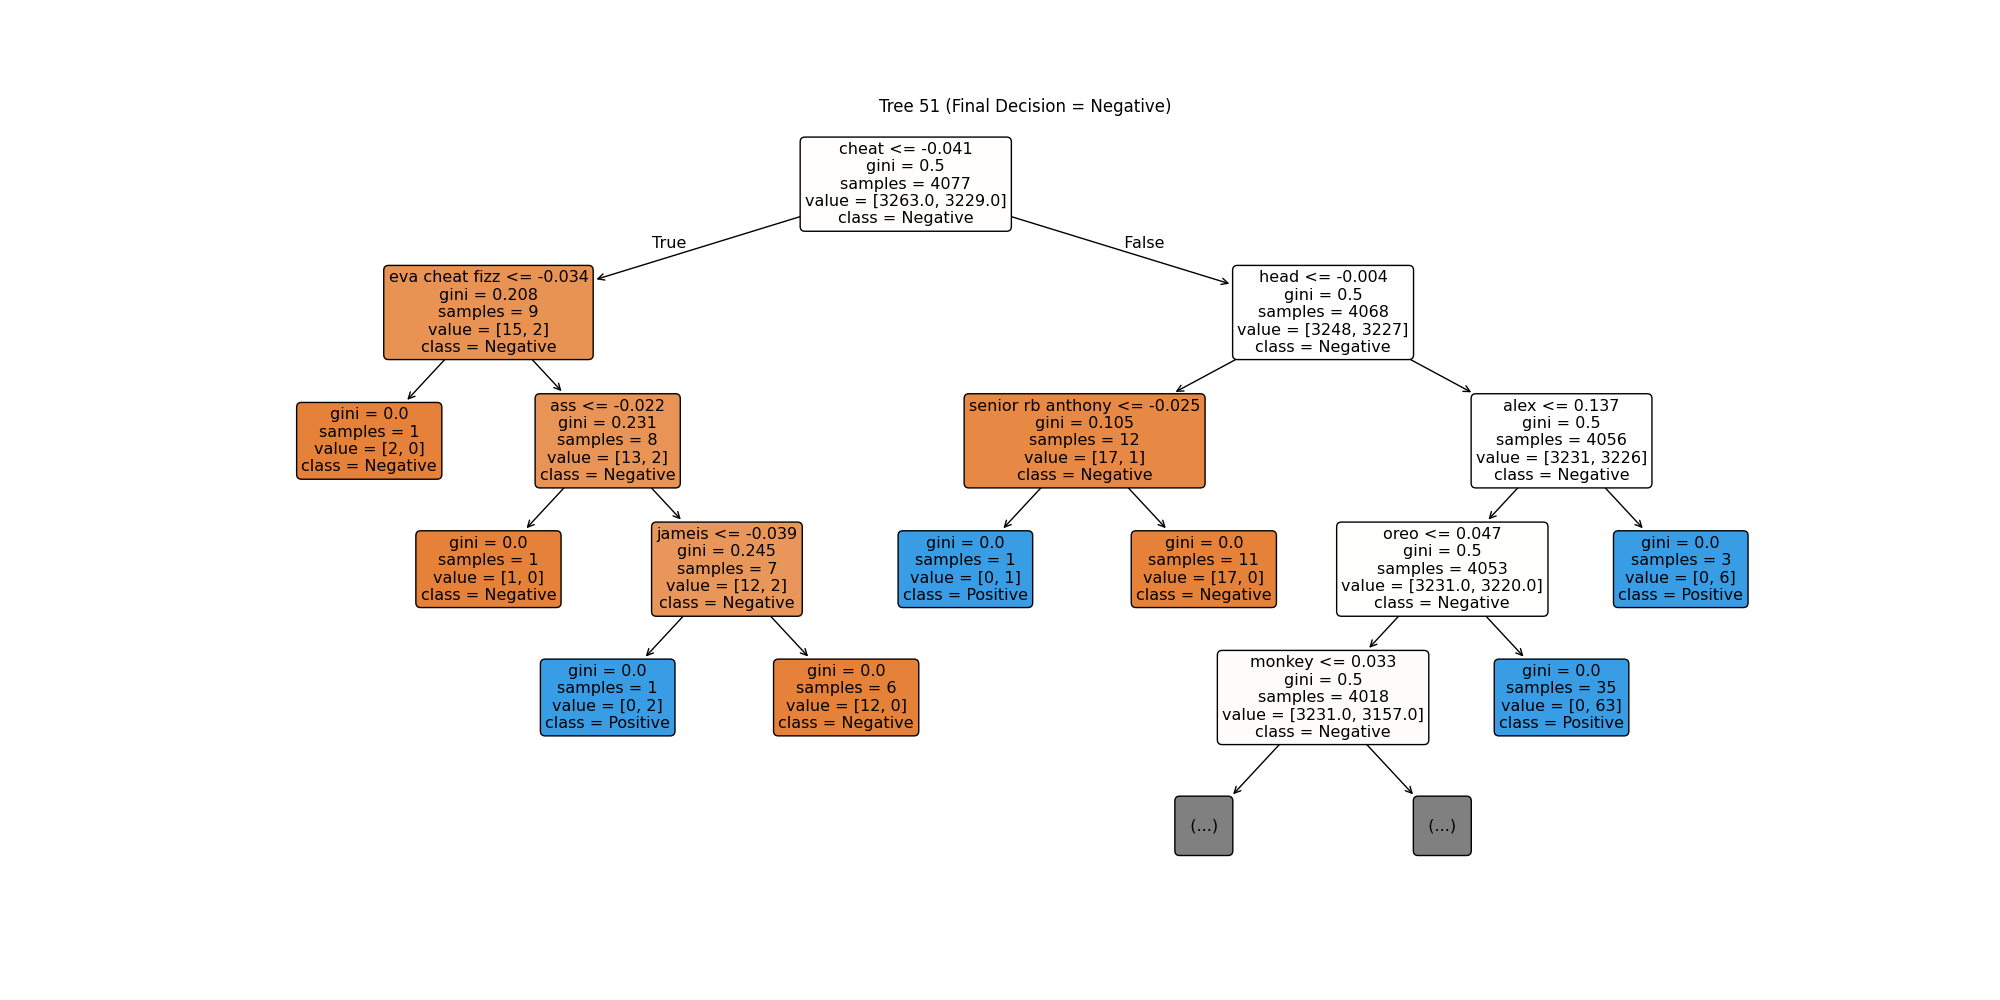 Tree 51 (Final Decision = Negative)
cheat <= -0.041
gini = 0.5
samples = 4077
value = [3263.0, 3229.0]
class = Negative
True
False
eva cheat fizz <= -0.034
gini = 0.208
samples = 9
value = [15, 2]
class = Negative
head <= -0.004
gini = 0.5
samples = 4068
value = [3248, 3227]
class = Negative
gini = 0.0
samples = 1
value = [2, 0]
class = Negative
ass <= -0.022
gini = 0.231
samples = 8
value = [13, 2]
class = Negative
senior rb anthony <= -0.025
gini = 0.105
samples = 12
value = [17, 1]
class = Negative
alex <= 0.137
gini = 0.5
samples = 4056
value = [3231, 3226]
class = Negative
gini = 0.0
samples = 1
value = [1, 0]
class = Negative
jameis <= -0.039
gini = 0.245
samples = 7
value = [12, 2]
class = Negative
gini = 0.0
samples = 1
value = [0, 1]
class = Positive
gini = 0.0
samples = 11
value = [17, 0]
class = Negative
oreo <= 0.047
gini = 0.5
samples = 4053
value = [3231.0, 3220.0]
class = Negative
gini = 0.0
samples = 3
value = [0, 6]
class = Positive
gini = 0.0
samples = 1
value = [0, 2]
class = Positive
gini = 0.0
samples = 6
value = [12, 0]
class = Negative
monkey <= 0.033
gini = 0.5
samples = 4018
value = [3231.0, 3157.0]
class = Negative
gini = 0.0
samples = 35
value = [0, 63]
class = Positive
(...)
(...)